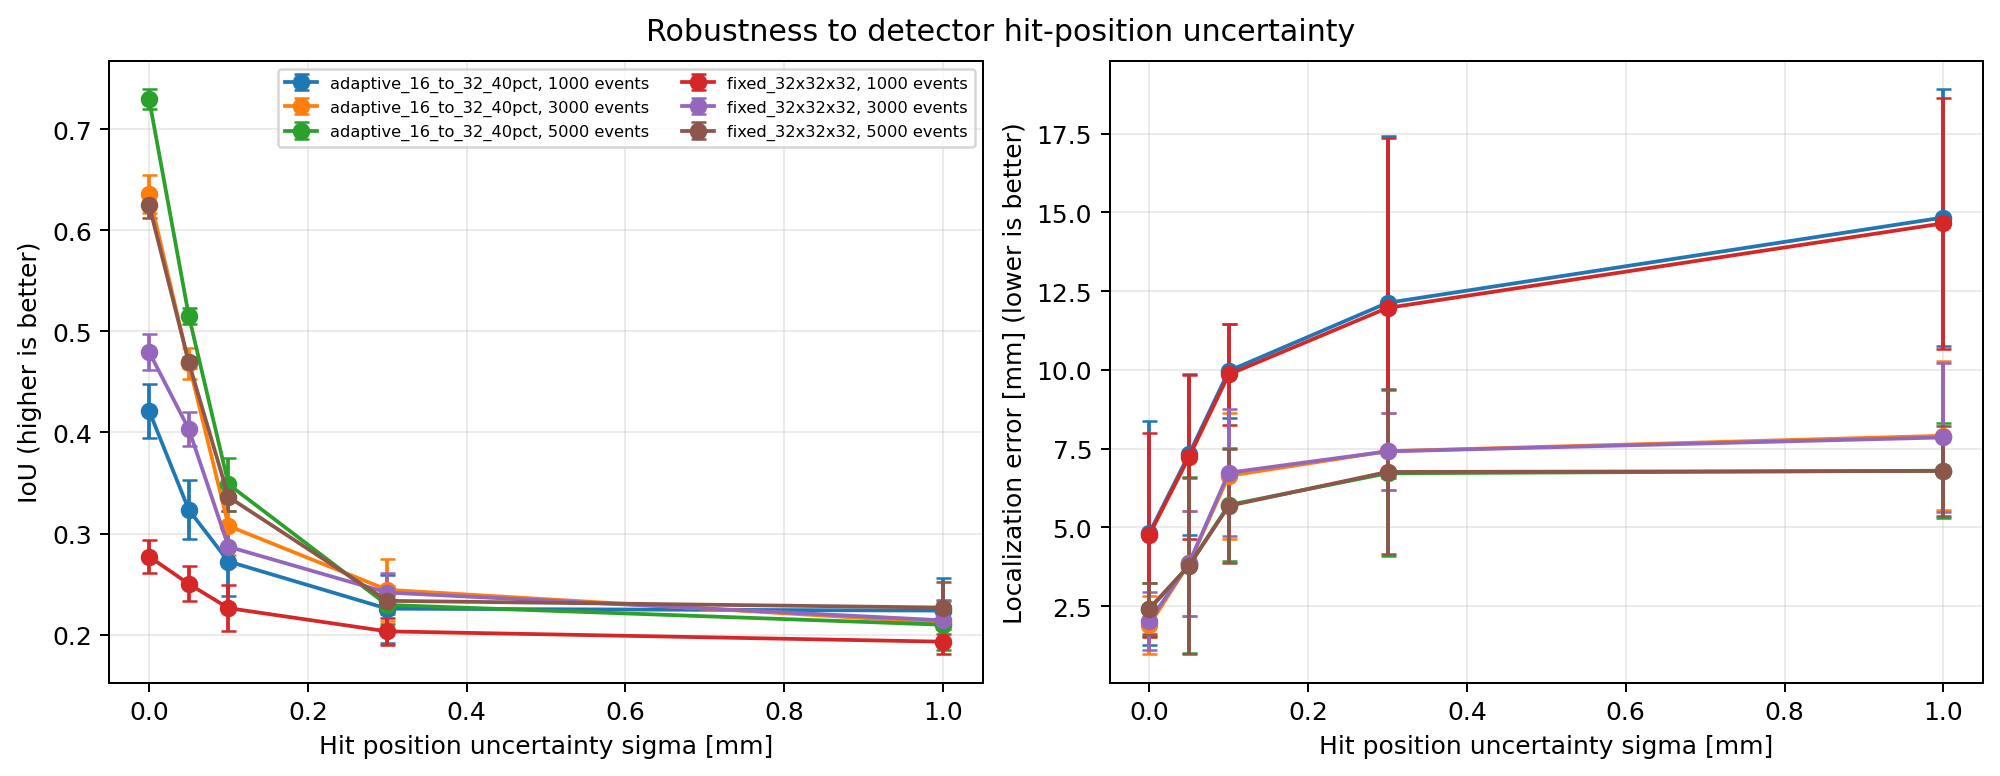 Robustness to detector hit-position uncertainty
IoU (higher is better)
0.7
0.6
0.5
0.4
0.3
0.2
adaptive_16_to_32_40pct, 1000 events
adaptive_16_to_32_40pct, 3000 events
adaptive_16_to_32_40pct, 5000 events
fixed_32x32x32, 1000 events
fixed_32x32x32, 3000 events
fixed_32x32x32, 5000 events
0.0 0.2 0.4 0.6 0.8 1.0
Hit position uncertainty sigma [mm]
Localization error [mm] (lower is better)
17.5
15.0
12.5
10.0
7.5
5.0
2.5
0.0 0.2 0.4 0.6 0.8 1.0
Hit position uncertainty sigma [mm]